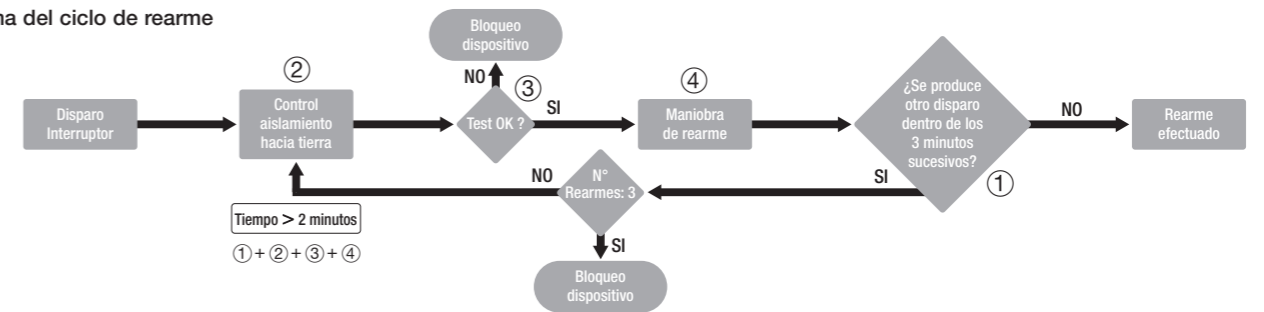 na del ciclo de rearme
Bloqueo
dispositivo
NO
③
②
④
Disparo
Interruptor
Control
aislamiento
hacia tierra
Test OK ?
SI
Maniobra
de rearme
¿Se produce
otro disparo
dentro de los
3 minutos
sucesivos?
①
NO
Rearme
efectuado
SI
N°
Rearmes: 3
NO
Tiempo > 2 minutos
①+②+③+④
SI
Bloqueo
dispositivo